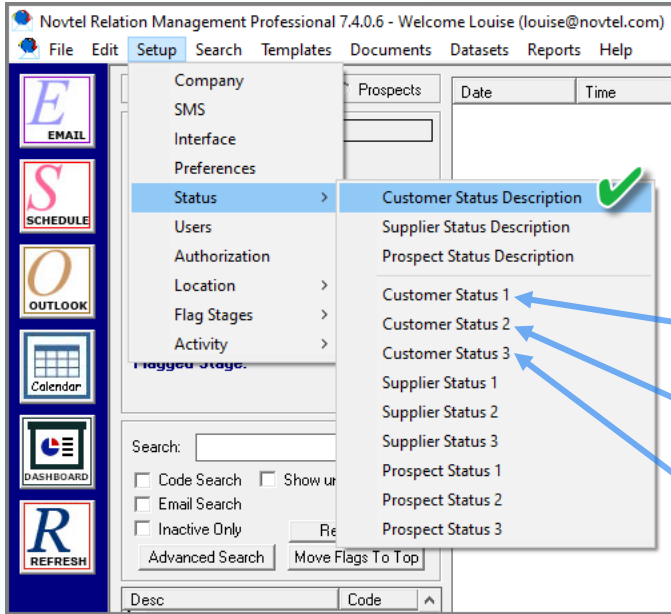 Novtel Relation Management Professional 7.4.0.6 - Welcome Louise (louise@novtel.com)
File Edit Setup Search Templates Documents Datasets Reports Help
Company
SMS
Interface
Preferences
Status
Users
Authorization
Location
Flag Stages
Activity
Prospects
Date Time
Customer Status Description
Supplier Status Description
Prospect Status Description
Customer Status 1
Customer Status 2
Customer Status 3
Supplier Status 1
Supplier Status 2
Supplier Status 3
Prospect Status 1
Prospect Status 2
Prospect Status 3
E
EMAIL
S
SCHEDULE
O
OUTLOOK
Calendar
DASHBOARD
R
REFRESH
Flagged Stage:
Search:
Code Search Show un
Email Search
Inactive Only Re
Advanced Search Move Flags To Top
Desc Code